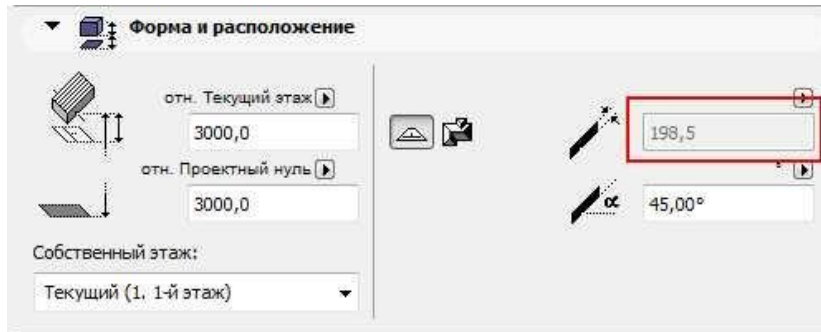 Форма и расположение
отн. Текущий этаж
3000,0
отн. Проектный нуль
3000,0
Собственный этаж:
Текущий (1. 1-й этаж)
198,5
α
45,00°